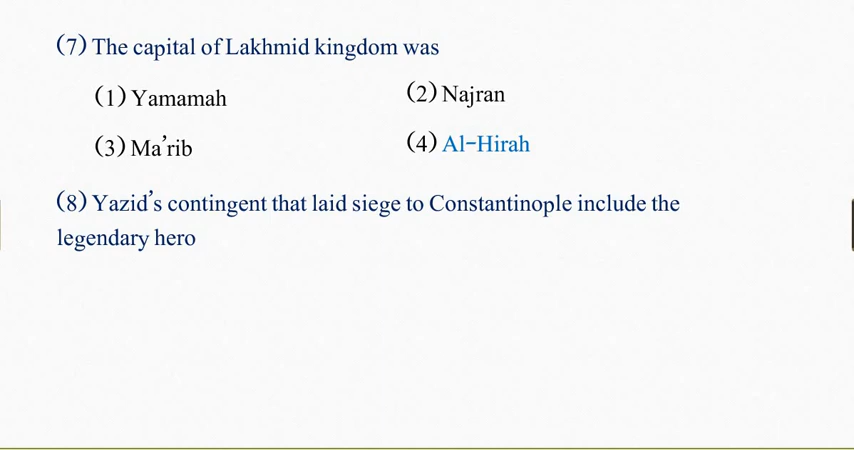 (7) The capital of Lakhmid kingdom was
(1) Yamamah (2) Najran
(3) Ma’rib (4) Al-Hirah
(8) Yazid’s contingent that laid siege to Constantinople include the
legendary hero